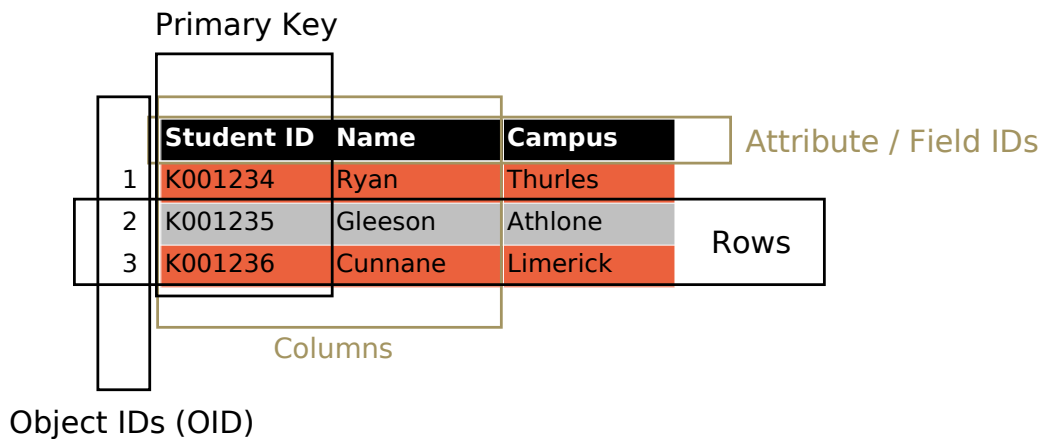 Primary Key
Student ID Name Campus
Attribute / Field IDs
1 K001234 Ryan Thurles
2 K001235 Gleeson Athlone
Rows
3 K001236 Cunnane Limerick
Columns
Object IDs (OID)